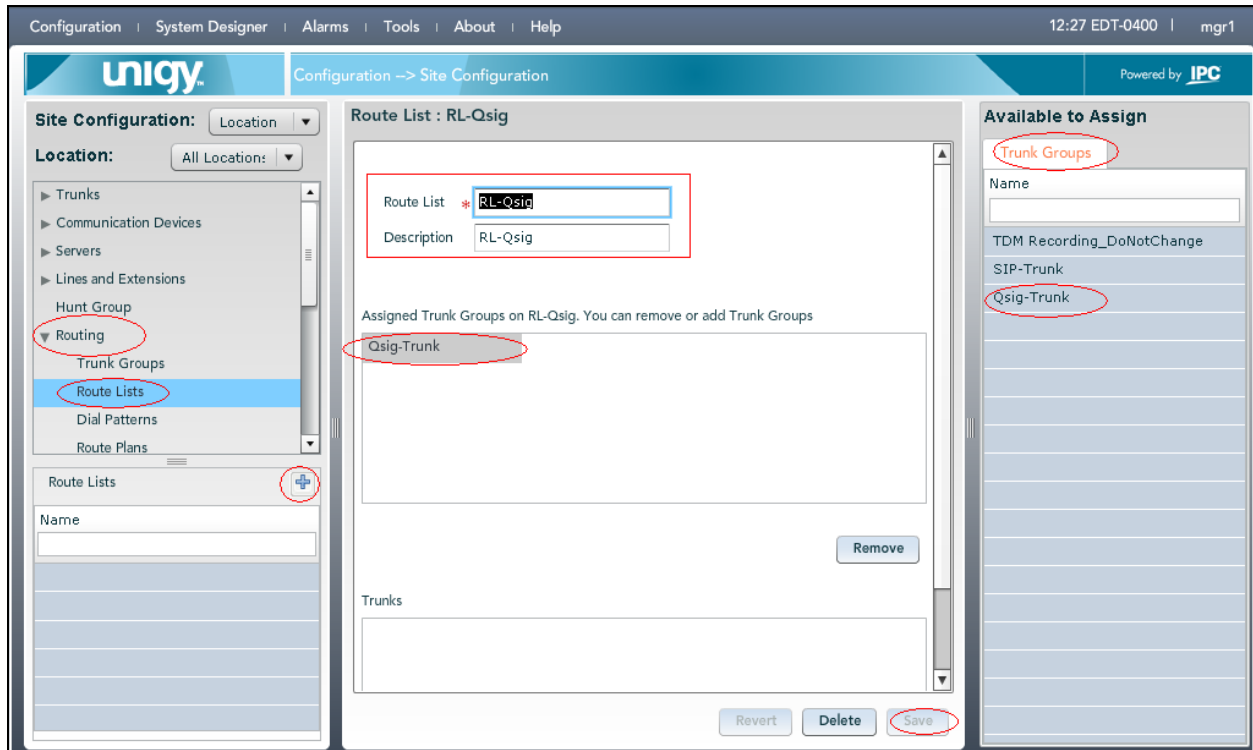 Configuration | System Designer | Alarms | Tools | About | Help
12:27 EDT-0400 | mgr1
unigy
Configuration --> Site Configuration
Powered by IPC
Site Configuration: Location
Location: All Locations
Trunks
Communication Devices
Servers
Lines and Extensions
Hunt Group
Routing
Trunk Groups
Route Lists
Dial Patterns
Route Plans
Route Lists
Name
Route List : RL-Qsig
Route List * RL-Qsig
Description RL-Qsig
Assigned Trunk Groups on RL-Qsig. You can remove or add Trunk Groups
Qsig-Trunk
Remove
Trunks
Revert Delete Save
Available to Assign
Trunk Groups
Name
TDM Recording_DoNotChange
SIP-Trunk
Qsig-Trunk